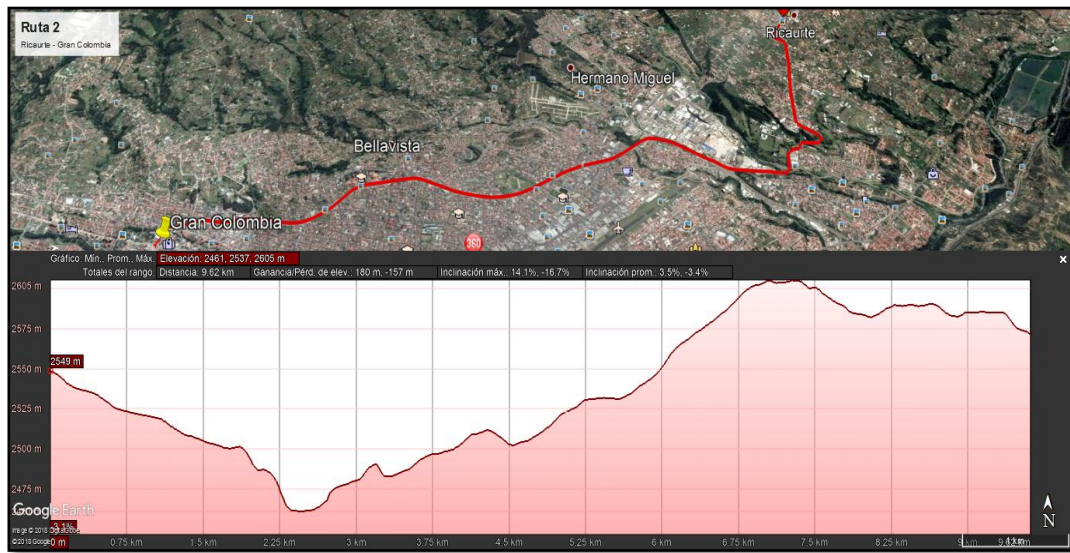 Ruta 2
Ricaurte - Gran Colombia
Ricaurte
Hermano Miguel
Bellavista
Gran Colombia
360
Gráfico: Mín., Prom., Máx. Elevación: 2461, 2537, 2605 m
Totales del rango: Distancia: 9.62 km Ganancia/Pérd. de elev.: 180 m, -157 m Inclinación máx.: 14.1%, -16.7% Inclinación prom.: 3.5%, -3.4%
2605 m
2575 m
2549 m
2550 m
2525 m
2500 m
2475 m
Google Earth
N
-3.1%
© 2018 Google
0 m 0.75 km 1.5 km 2.25 km 3 km 3.75 km 4.5 km 5.25 km 6 km 6.75 km 7.5 km 8.25 km